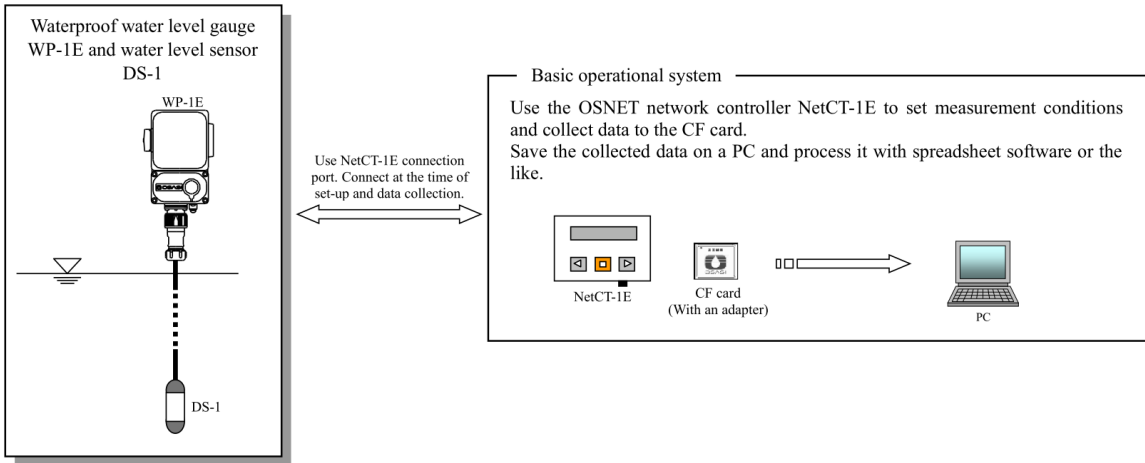 Waterproof water level gauge
WP-1E and water level sensor
DS-1
WP-1E
OSASI
DS-1
Use NetCT-1E connection
port. Connect at the time of
set-up and data collection.
Basic operational system
Use the OSNET network controller NetCT-1E to set measurement conditions
and collect data to the CF card.
Save the collected data on a PC and process it with spreadsheet software or the
like.
NetCT-1E
OSASI
CF card
(With an adapter)
PC